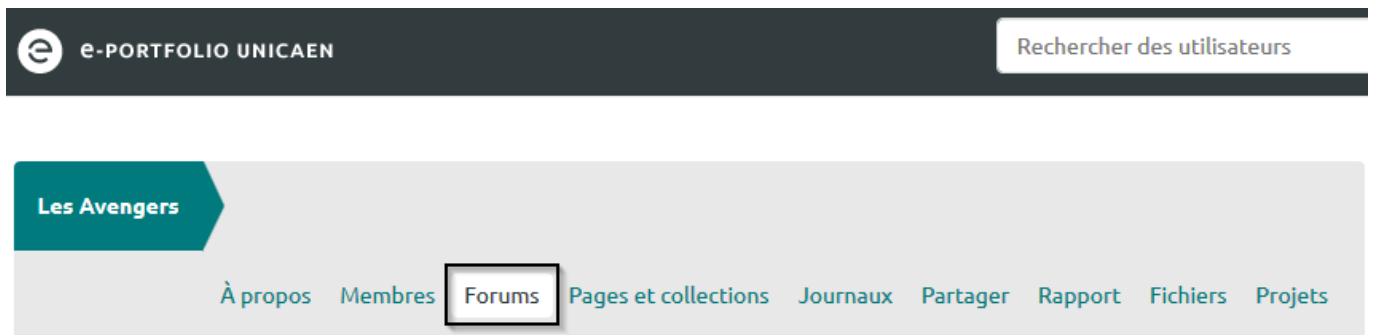 e e-PORTFOLIO UNICAEN Rechercher des utilisateurs
Les Avengers
À propos Membres Forums Pages et collections Journaux Partager Rapport Fichiers Projets